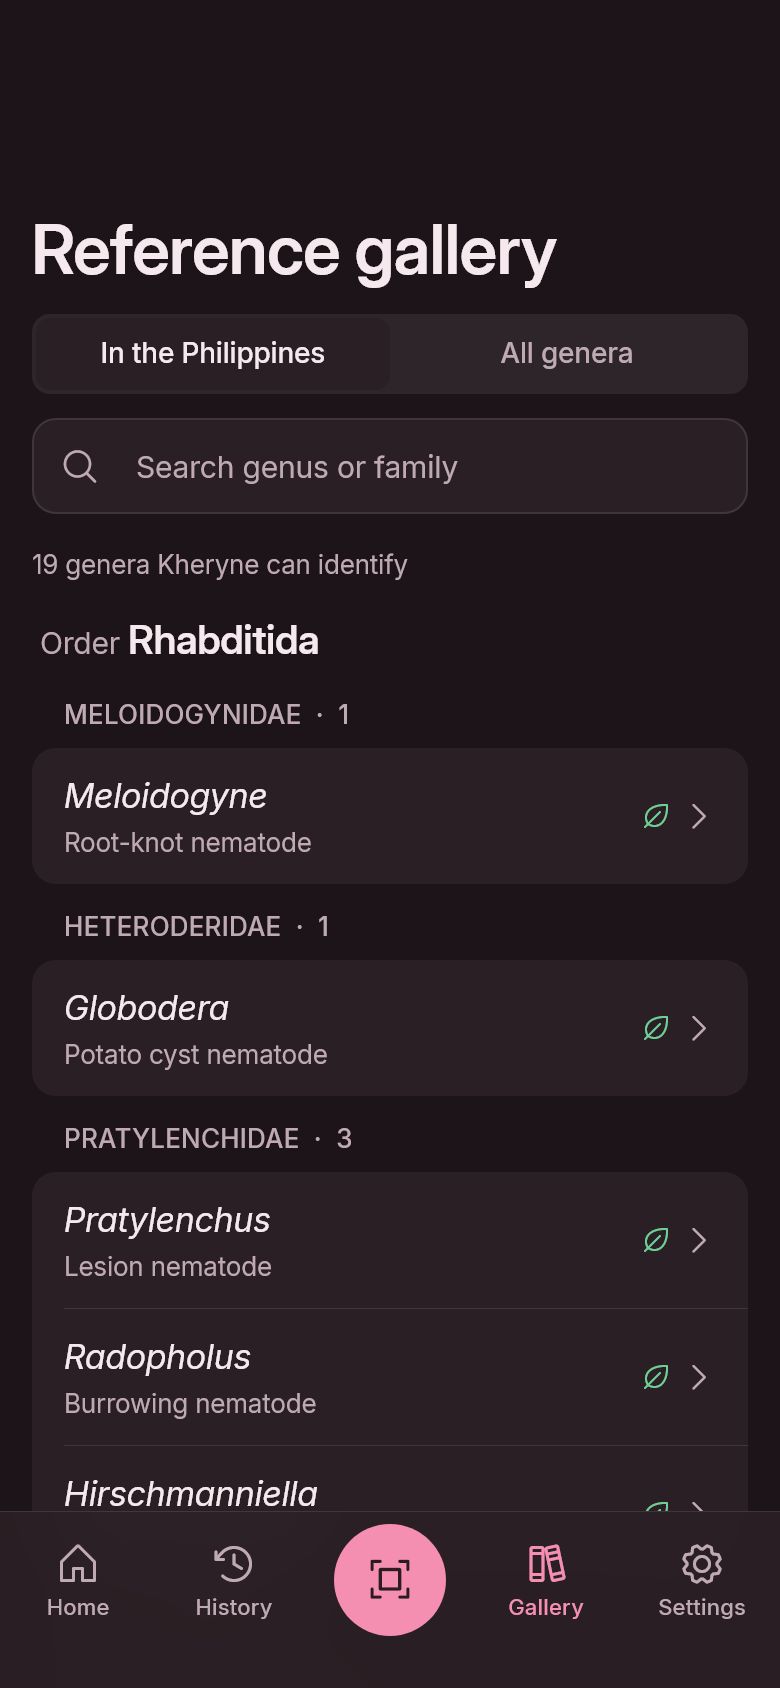 Reference gallery
In the Philippines
All genera
Search genus or family
19 genera Kheryne can identify
Order Rhabditida
MELOIDOGYNIDAE · 1
Meloidogyne
Root-knot nematode
HETERODERIDAE · 1
Globodera
Potato cyst nematode
PRATYLENCHIDAE · 3
Pratylenchus
Lesion nematode
Radopholus
Burrowing nematode
Hirschmanniella
Home
History
Gallery
Settings